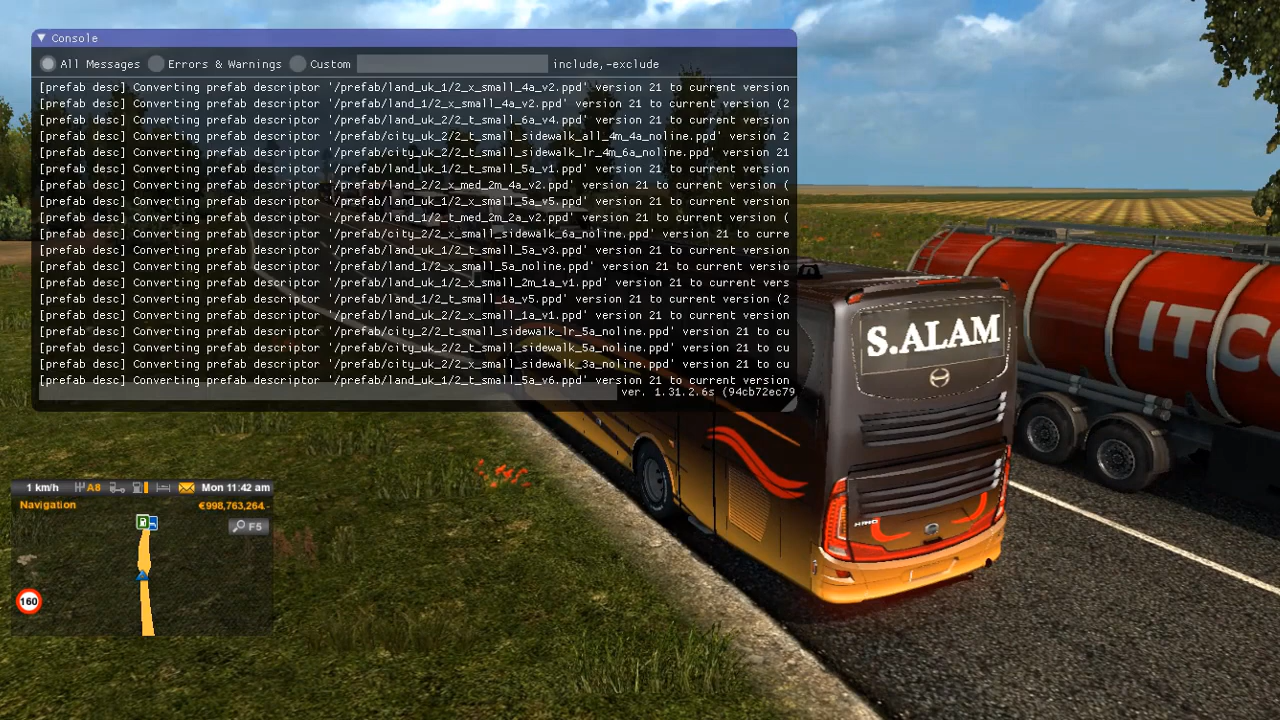 Console
All Messages Errors & Warnings Custom include,-exclude
[prefab desc] Converting prefab descriptor '/prefab/land_uk_1/2_x_small_4a_v2.ppd' version 21 to current version
[prefab desc] Converting prefab descriptor '/prefab/land_1/2_x_small_4a_v2.ppd' version 21 to current version (2
[prefab desc] Converting prefab descriptor '/prefab/land_uk_2/2_t_small_6a_v4.ppd' version 21 to current version
[prefab desc] Converting prefab descriptor '/prefab/city_uk_2/2_t_small_sidewalk_all_4m_4a_noline.ppd' version 2
[prefab desc] Converting prefab descriptor '/prefab/city_uk_2/2_t_small_sidewalk_lr_4m_6a_noline.ppd' version 21
[prefab desc] Converting prefab descriptor '/prefab/land_uk_1/2_t_small_5a_v1.ppd' version 21 to current version
[prefab desc] Converting prefab descriptor '/prefab/land_2/2_x_med_2m_4a_v2.ppd' version 21 to current version (
[prefab desc] Converting prefab descriptor '/prefab/land_uk_1/2_x_small_5a_v5.ppd' version 21 to current version
[prefab desc] Converting prefab descriptor '/prefab/land_1/2_t_med_2m_2a_v2.ppd' version 21 to current version (
[prefab desc] Converting prefab descriptor '/prefab/city_2/2_x_small_sidewalk_6a_noline.ppd' version 21 to curre
[prefab desc] Converting prefab descriptor '/prefab/land_uk_1/2_t_small_5a_v3.ppd' version 21 to current version
[prefab desc] Converting prefab descriptor '/prefab/land_1/2_x_small_5a_noline.ppd' version 21 to current versio
[prefab desc] Converting prefab descriptor '/prefab/land_uk_1/2_x_small_2m_1a_v1.ppd' version 21 to current vers
[prefab desc] Converting prefab descriptor '/prefab/land_1/2_t_small_1a_v5.ppd' version 21 to current version (2
[prefab desc] Converting prefab descriptor '/prefab/land_uk_2/2_x_small_1a_v1.ppd' version 21 to current version
[prefab desc] Converting prefab descriptor '/prefab/city_2/2_t_small_sidewalk_lr_5a_noline.ppd' version 21 to cu
[prefab desc] Converting prefab descriptor '/prefab/city_uk_2/2_x_small_sidewalk_5a_noline.ppd' version 21 to cu
[prefab desc] Converting prefab descriptor '/prefab/city_uk_2/2_x_small_sidewalk_3a_noline.ppd' version 21 to cu
[prefab desc] Converting prefab descriptor '/prefab/land_uk_1/2_t_small_5a_v6.ppd' version 21 to current version
ver. 1.31.2.6s (94cb72ec79
S.ALAM
ITC
HINO
1 km/h A8 Mon 11:42 am
Navigation €998,763,264.-
F5
160